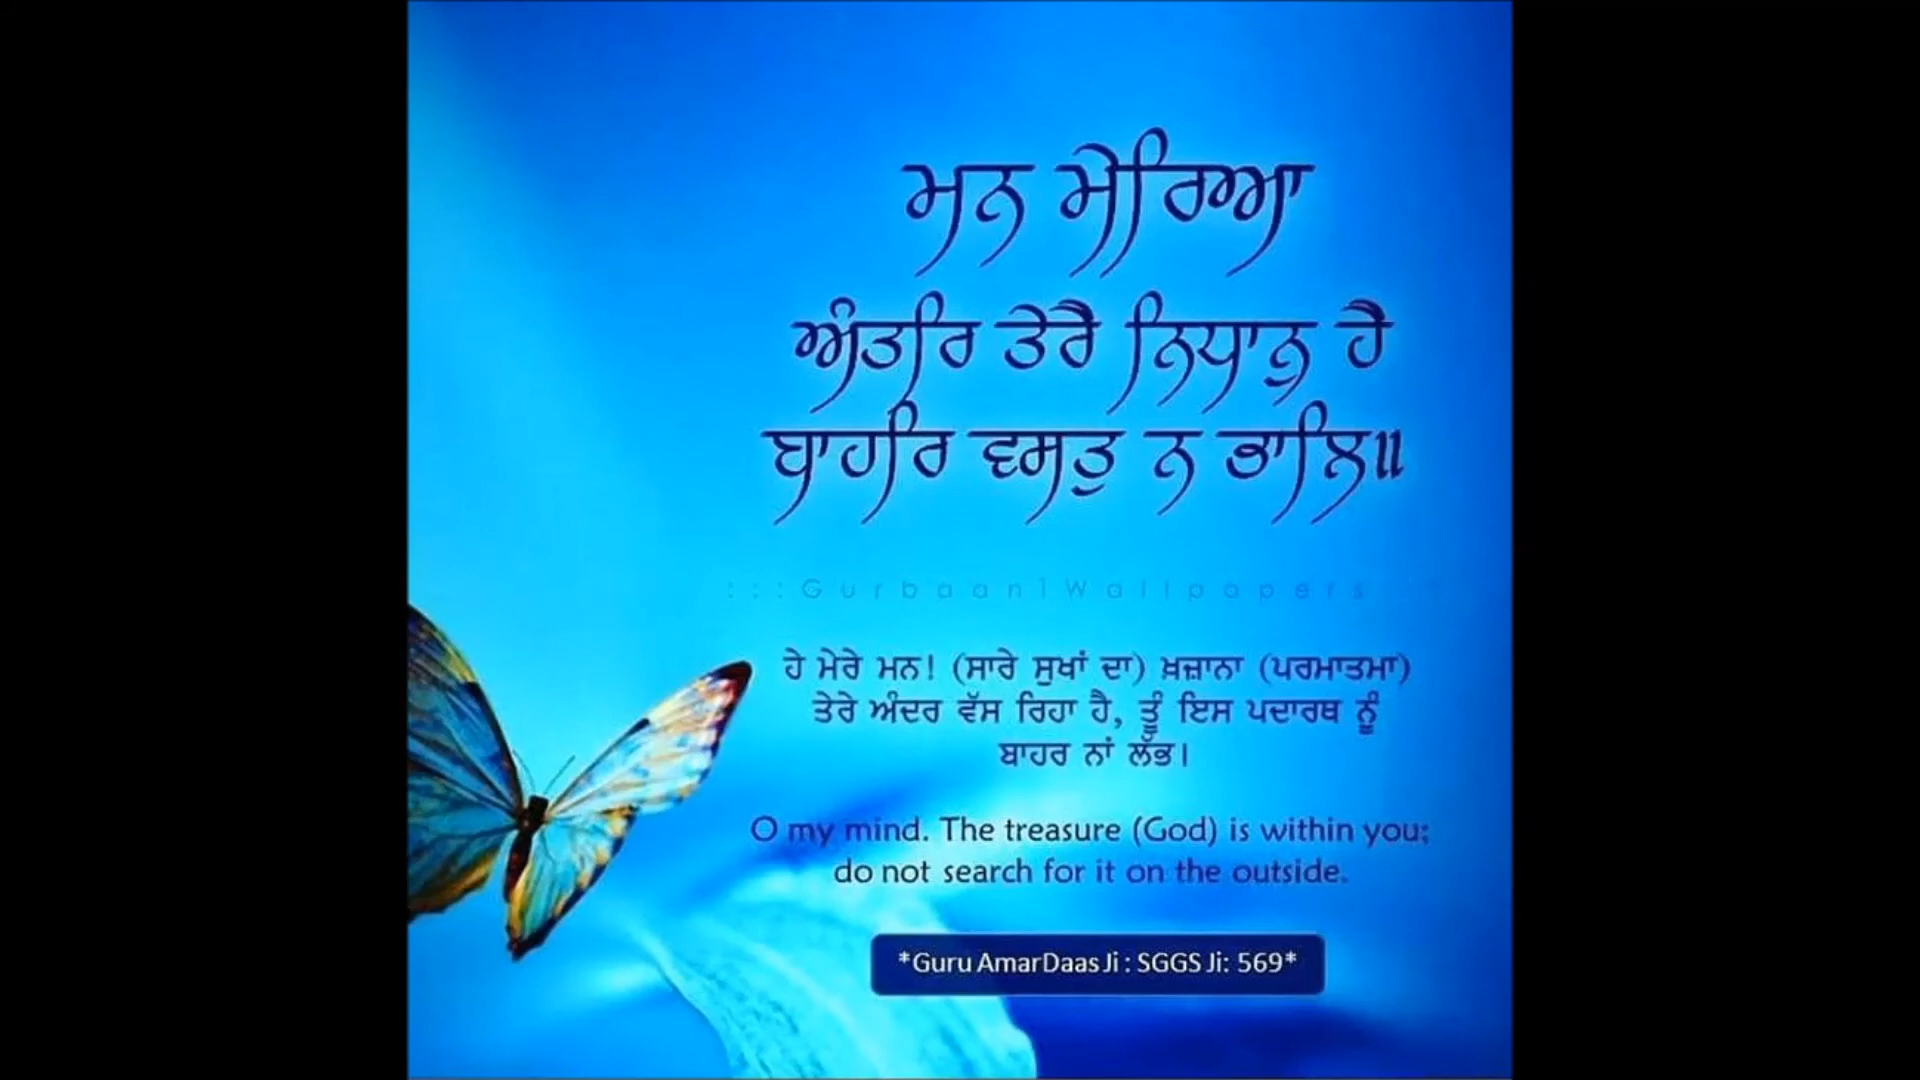 ਮਨ ਮੇਰਿਆ
ਅੰਤਰਿ ਤੇਰੈ ਨਿਧਾਨੁ ਹੈ
ਬਾਹਰਿ ਵਸਤੁ ਨ ਭਾਲਿ॥
:::GurbaaniWallpapers
ਹੇ ਮੇਰੇ ਮਨ! (ਸਾਰੇ ਸੁਖਾਂ ਦਾ) ਖ਼ਜ਼ਾਨਾ (ਪਰਮਾਤਮਾ)
ਤੇਰੇ ਅੰਦਰ ਵੱਸ ਰਿਹਾ ਹੈ, ਤੂੰ ਇਸ ਪਦਾਰਥ ਨੂੰ
ਬਾਹਰ ਨਾਂ ਲੱਭ।
O my mind. The treasure (God) is within you;
do not search for it on the outside.
*Guru AmarDaas Ji : SGGS Ji: 569*